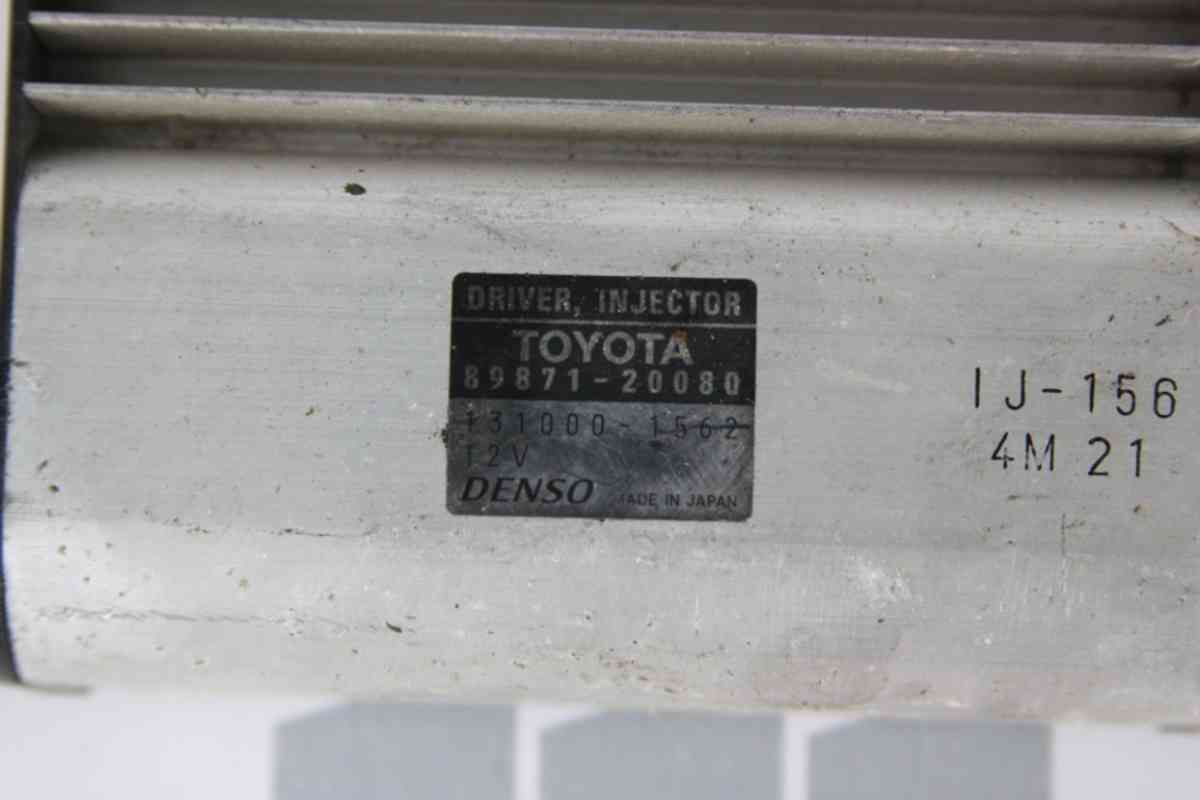 DRIVER, INJECTOR
TOYOTA
89871-20080
131000-1562
12V
DENSO MADE IN JAPAN
IJ-156
4M 21